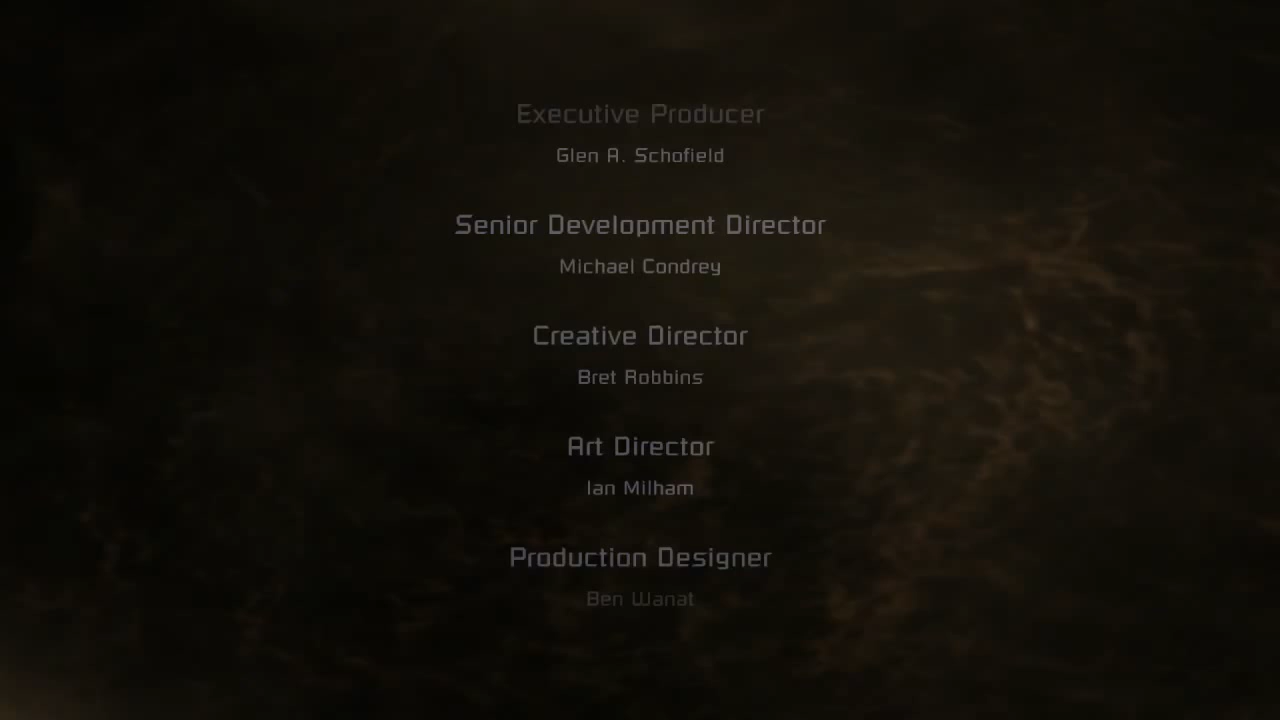 Executive Producer
Glen A. Schofield
Senior Development Director
Michael Condrey
Creative Director
Bret Robbins
Art Director
Ian Milham
Production Designer
Ben Wanat